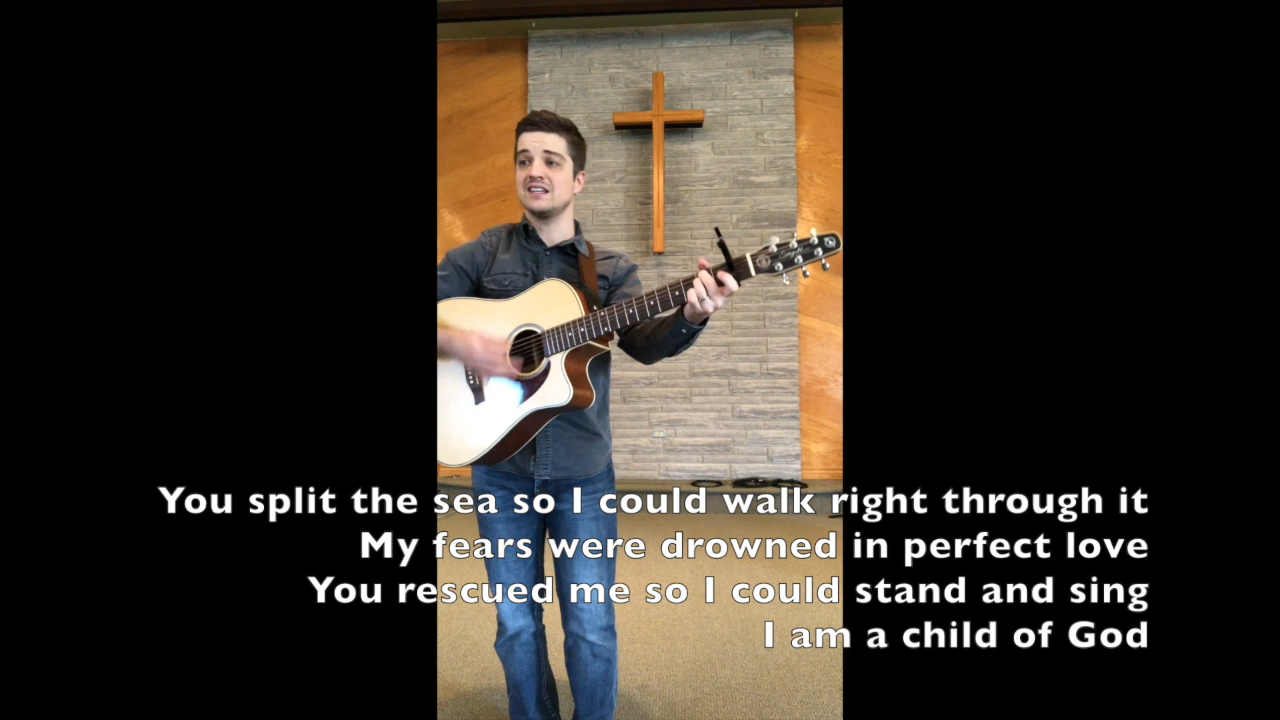 You split the sea so I could walk right through it
My fears were drowned in perfect love
You rescued me so I could stand and sing
I am a child of God